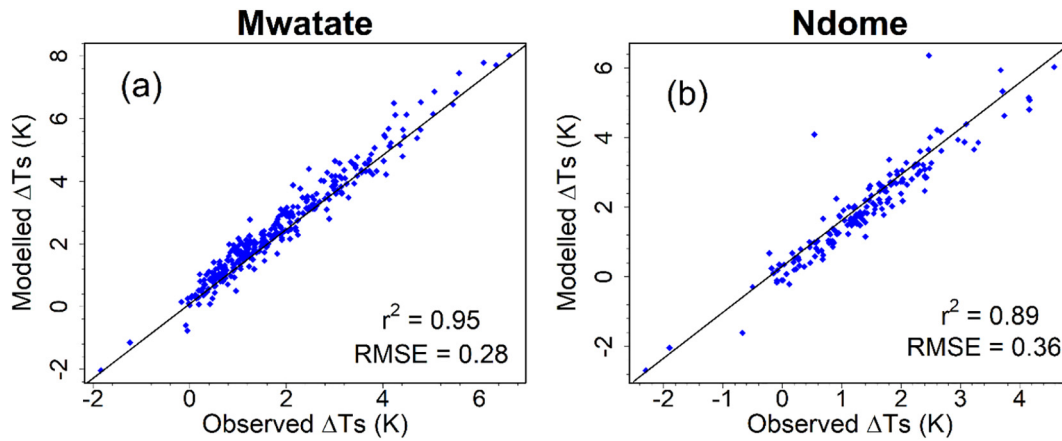 Mwatate
(a)
8
6
4
2
0
-2
Modelled ΔTs (K)
r² = 0.95
RMSE = 0.28
-2 0 2 4 6
Observed ΔTs (K)
Ndome
(b)
6
4
2
0
-2
Modelled ΔTs (K)
r² = 0.89
RMSE = 0.36
-2 -1 0 1 2 3 4
Observed ΔTs (K)